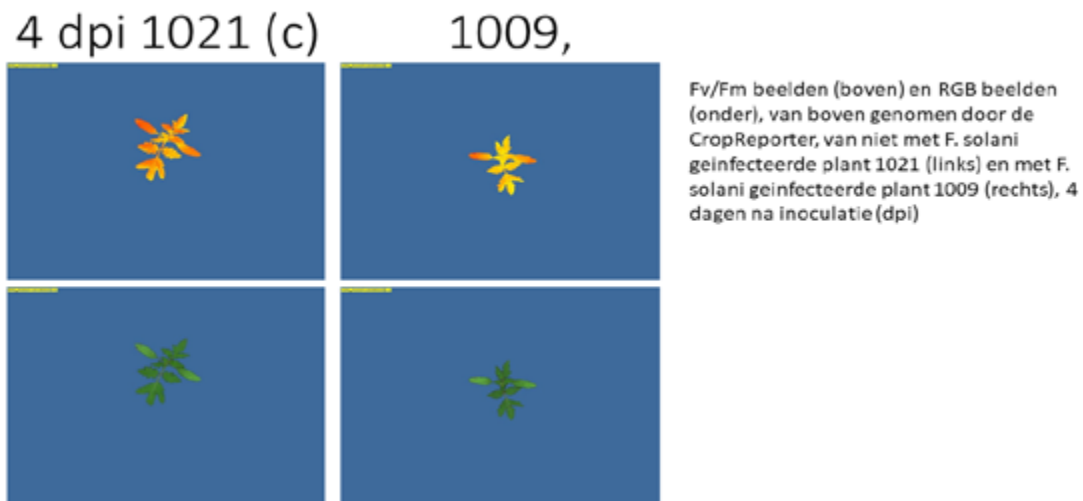 4 dpi 1021 (c)
1009,
Fv/Fm beelden (boven) en RGB beelden
(onder), van boven genomen door de
CropReporter, van niet met F. solani
geinfecteerde plant 1021 (links) en met F.
solani geinfecteerde plant 1009 (rechts), 4
dagen na inoculatie (dpi)